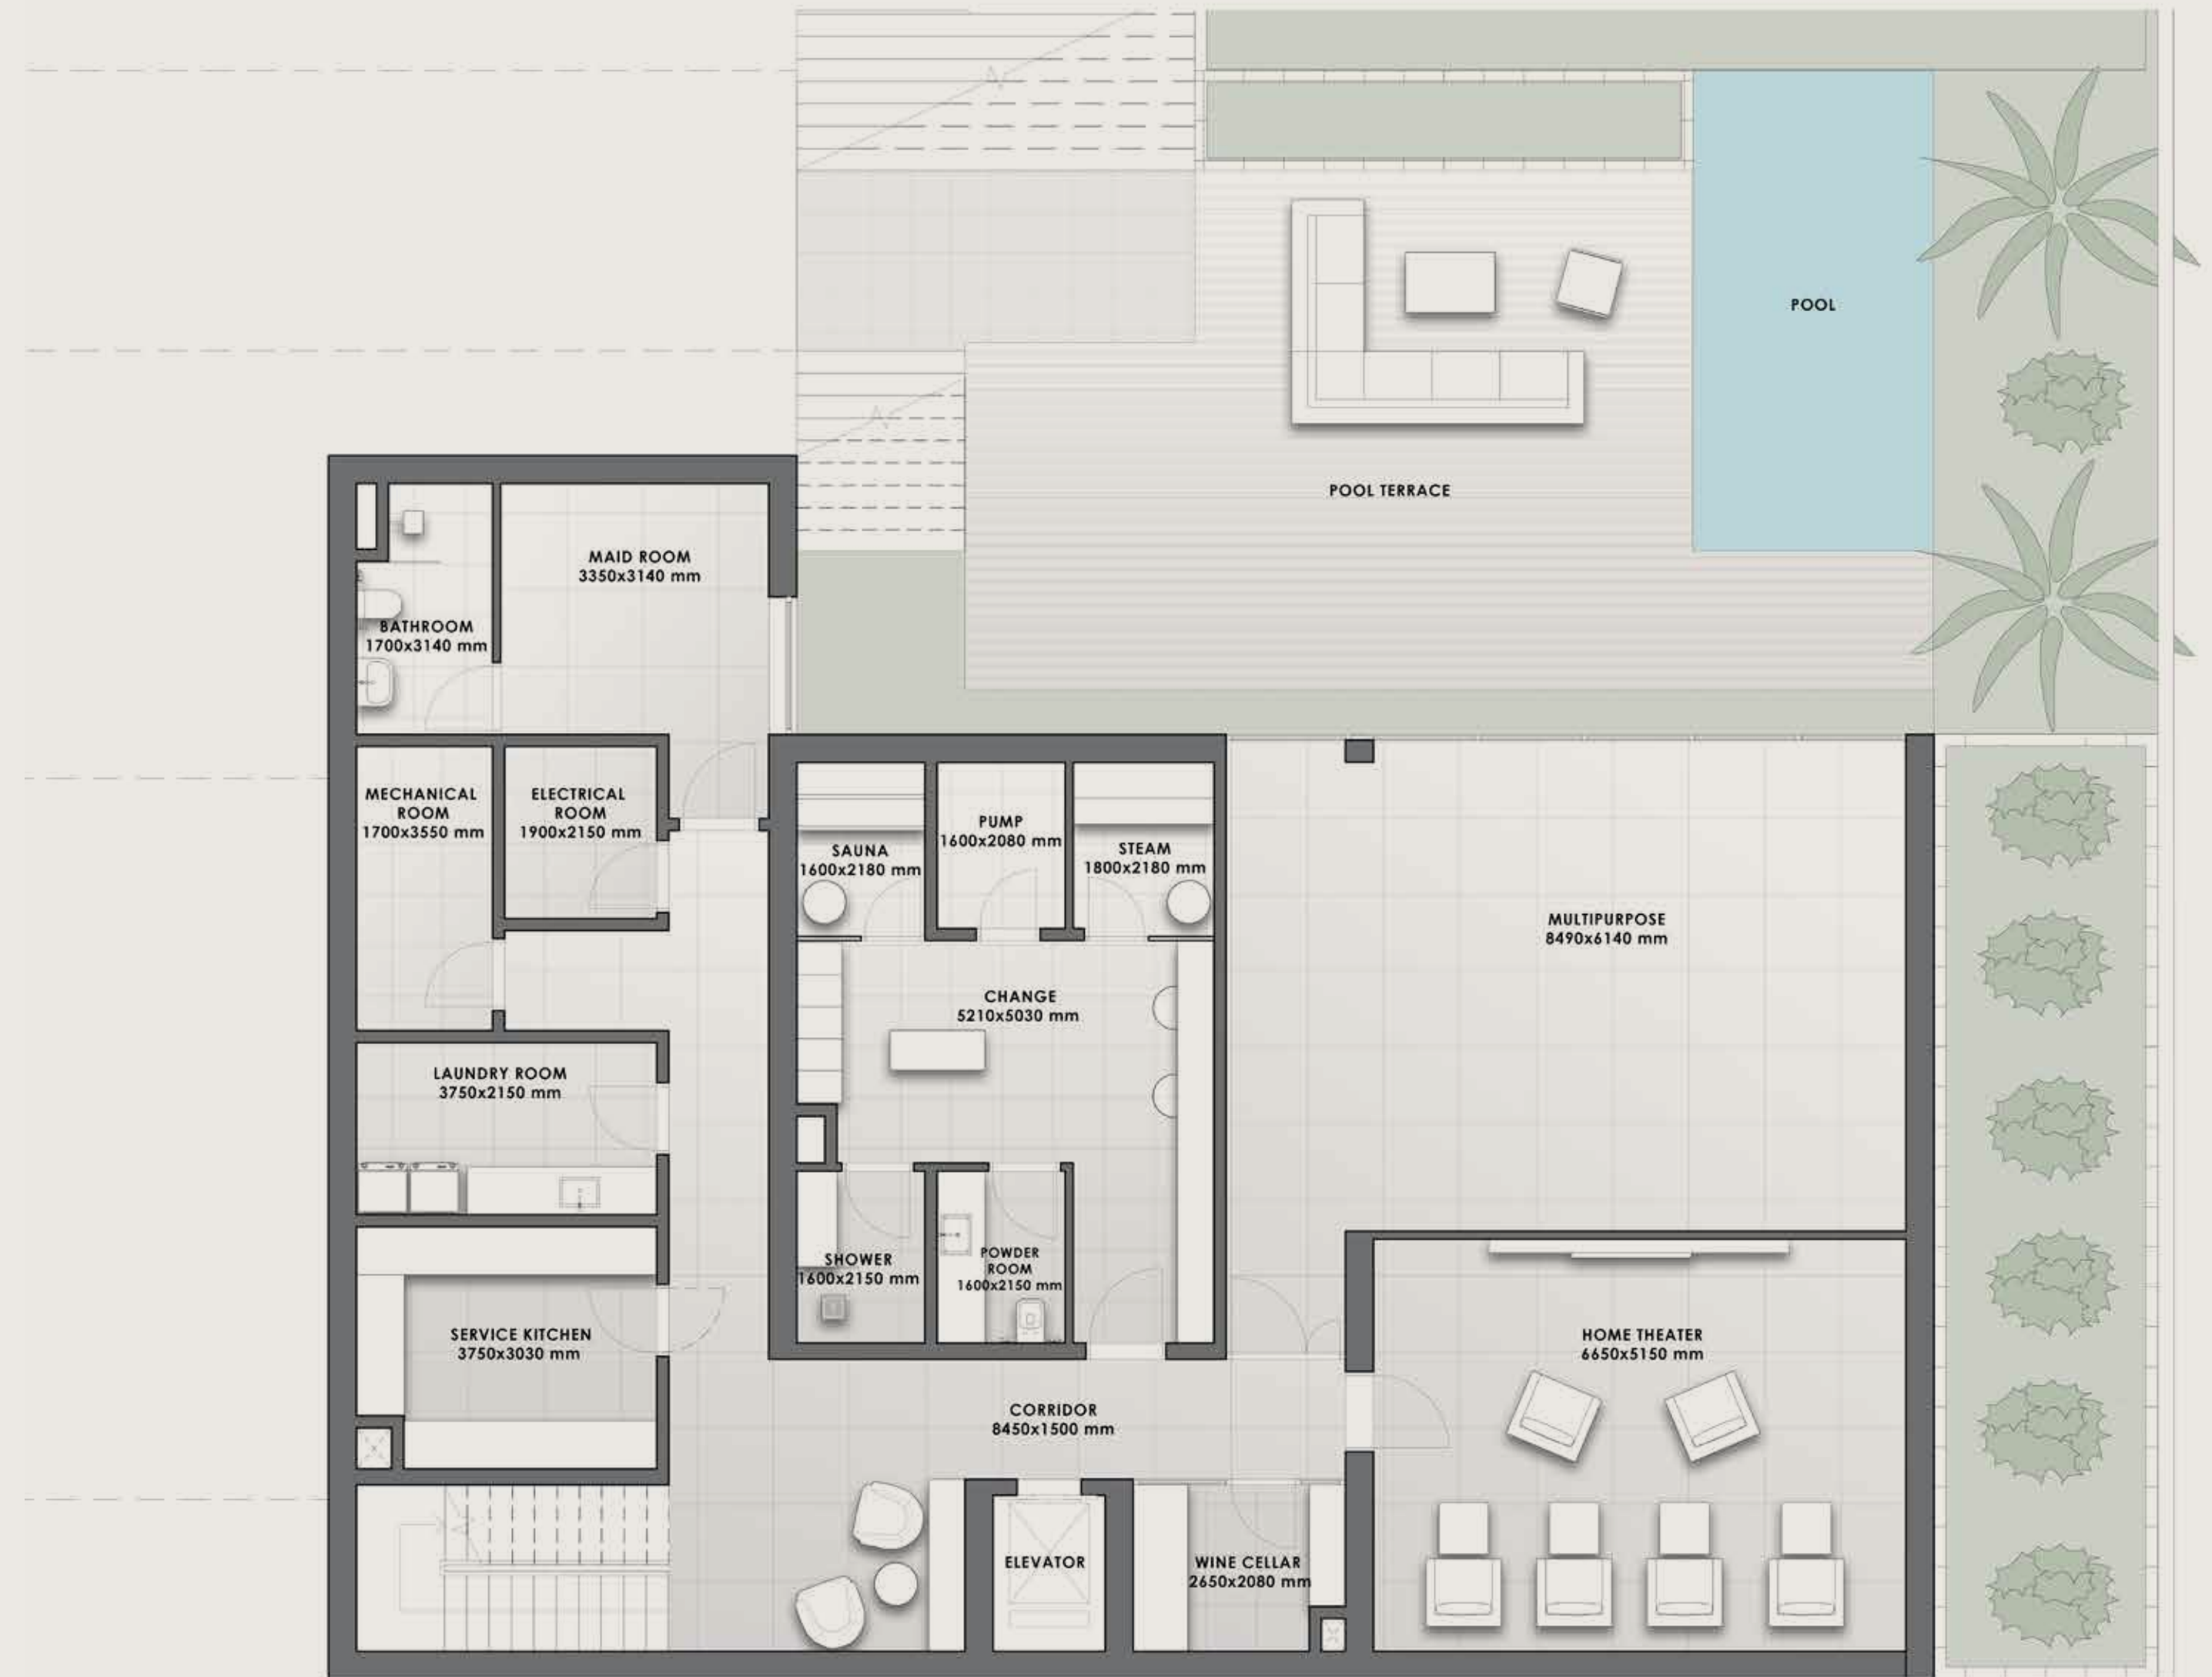 POOL
POOL TERRACE
MAID ROOM
3350x3140 mm
BATHROOM
1700x3140 mm
MECHANICAL
ROOM
1700x3550 mm
ELECTRICAL
ROOM
1900x2150 mm
SAUNA
1600x2180 mm
PUMP
1600x2080 mm
STEAM
1800x2180 mm
MULTIPURPOSE
8490x6140 mm
CHANGE
5210x5030 mm
LAUNDRY ROOM
3750x2150 mm
SHOWER
1600x2150 mm
POWDER
ROOM
1600x2150 mm
SERVICE KITCHEN
3750x3030 mm
HOME THEATER
6650x5150 mm
CORRIDOR
8450x1500 mm
ELEVATOR
WINE CELLAR
2650x2080 mm